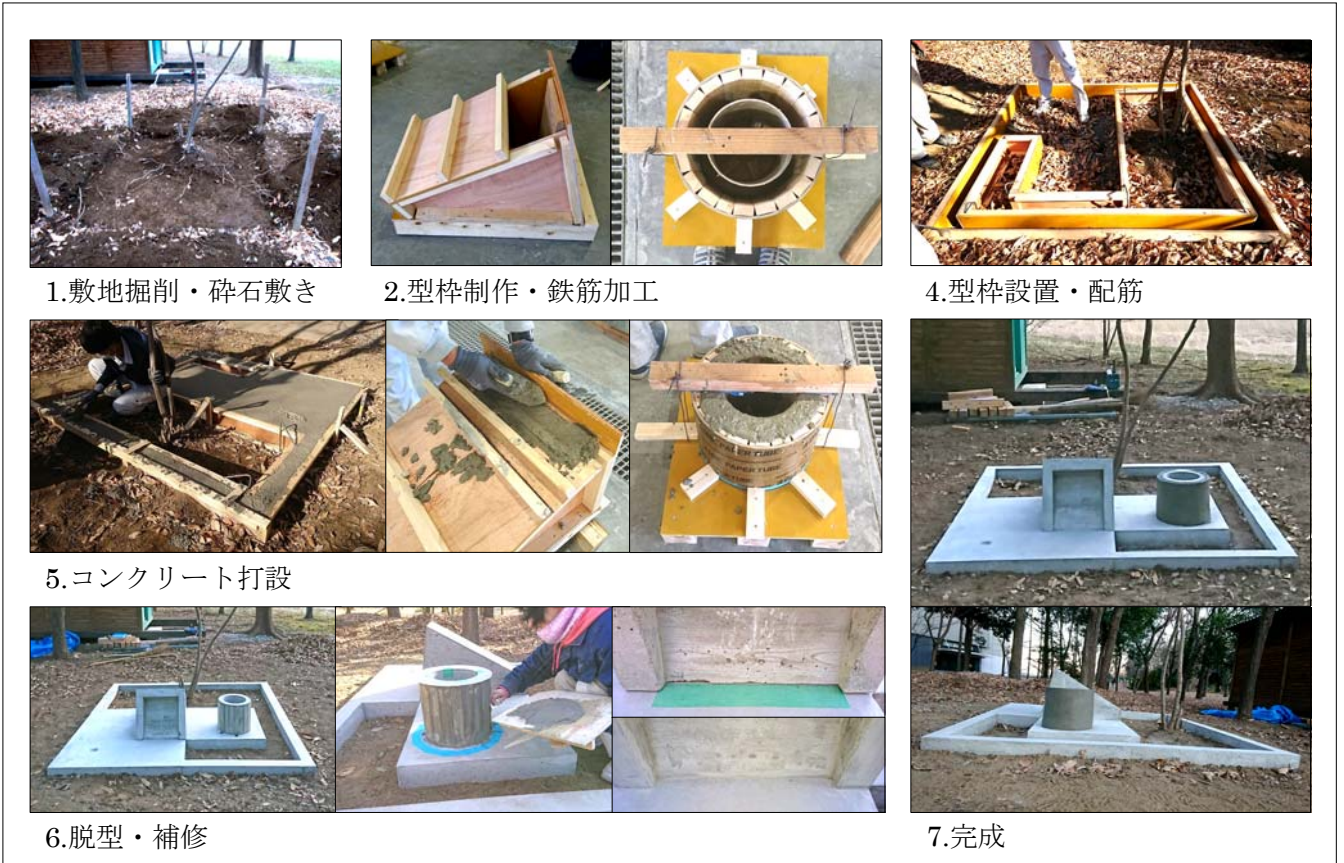 1.敷地掘削・砕石敷き
2.型枠制作・鉄筋加工
4.型枠設置・配筋
PAPER TUBE
PAPER TUBE
5.コンクリート打設
6.脱型・補修
7.完成